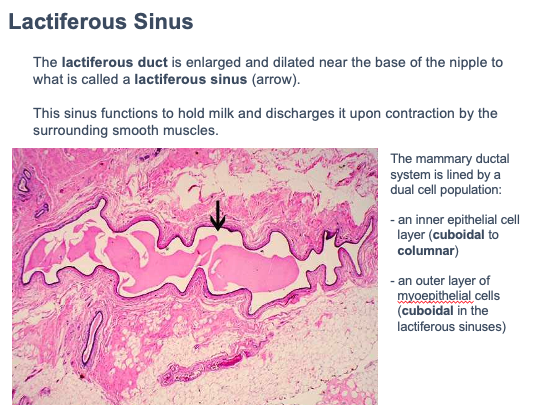 Lactiferous Sinus
The lactiferous duct is enlarged and dilated near the base of the nipple to
what is called a lactiferous sinus (arrow).
This sinus functions to hold milk and discharges it upon contraction by the
surrounding smooth muscles.
The mammary ductal
system is lined by a
dual cell population:
- an inner epithelial cell
layer (cuboidal to
columnar)
- an outer layer of
myoepithelial cells
(cuboidal in the
lactiferous sinuses)